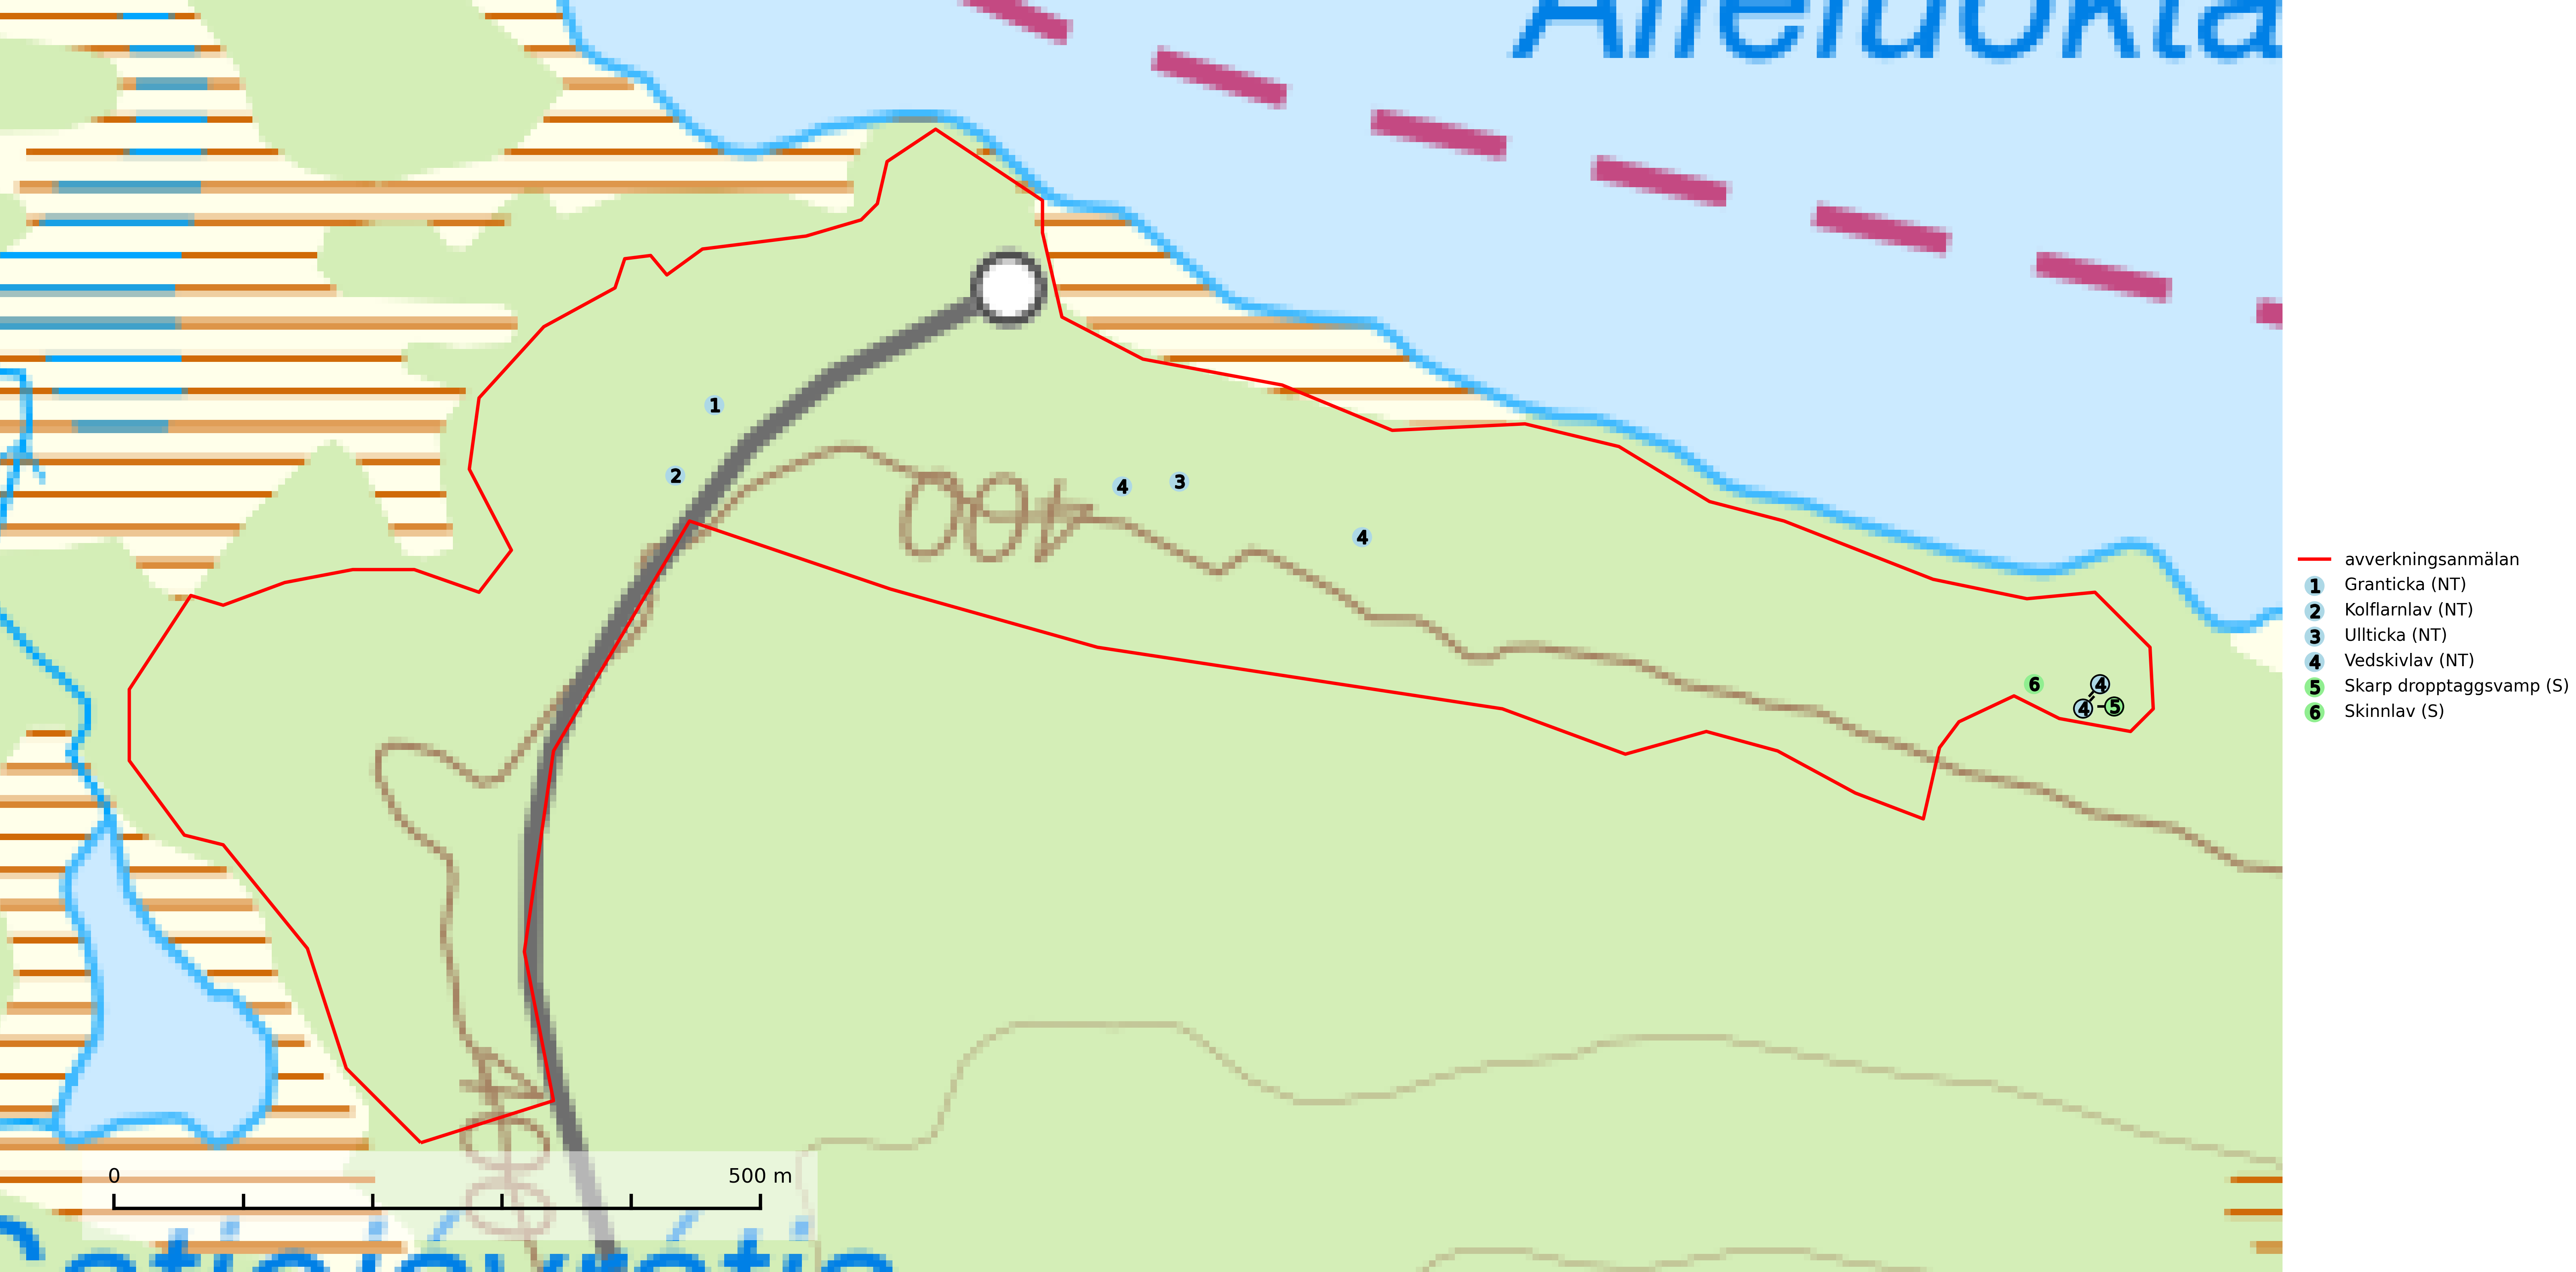 1
2
400
4
3
4
6
4
4
5
400
0
500 m
avverkningsanmälan
1 Granticka (NT)
2 Kolflarnlav (NT)
3 Ullticka (NT)
4 Vedskivlav (NT)
5 Skarp dropptaggsvamp (S)
6 Skinnlav (S)